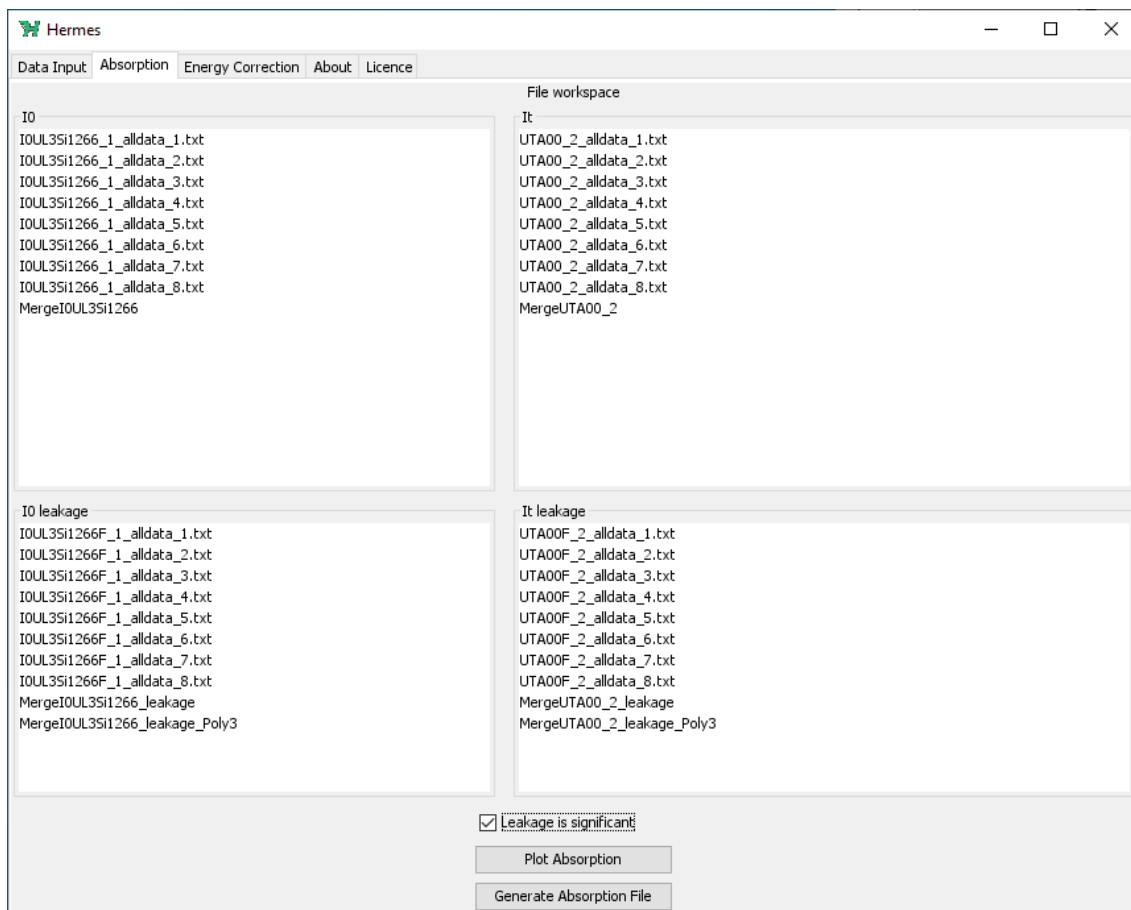 Hermes
Data Input Absorption Energy Correction About Licence
File workspace
I0
I0UL3Si1266_1_alldata_1.txt
I0UL3Si1266_1_alldata_2.txt
I0UL3Si1266_1_alldata_3.txt
I0UL3Si1266_1_alldata_4.txt
I0UL3Si1266_1_alldata_5.txt
I0UL3Si1266_1_alldata_6.txt
I0UL3Si1266_1_alldata_7.txt
I0UL3Si1266_1_alldata_8.txt
MergeI0UL3Si1266
It
UTA00_2_alldata_1.txt
UTA00_2_alldata_2.txt
UTA00_2_alldata_3.txt
UTA00_2_alldata_4.txt
UTA00_2_alldata_5.txt
UTA00_2_alldata_6.txt
UTA00_2_alldata_7.txt
UTA00_2_alldata_8.txt
MergeUTA00_2
I0 leakage
I0UL3Si1266F_1_alldata_1.txt
I0UL3Si1266F_1_alldata_2.txt
I0UL3Si1266F_1_alldata_3.txt
I0UL3Si1266F_1_alldata_4.txt
I0UL3Si1266F_1_alldata_5.txt
I0UL3Si1266F_1_alldata_6.txt
I0UL3Si1266F_1_alldata_7.txt
I0UL3Si1266F_1_alldata_8.txt
MergeI0UL3Si1266_leakage
MergeI0UL3Si1266_leakage_Poly3
It leakage
UTA00F_2_alldata_1.txt
UTA00F_2_alldata_2.txt
UTA00F_2_alldata_3.txt
UTA00F_2_alldata_4.txt
UTA00F_2_alldata_5.txt
UTA00F_2_alldata_6.txt
UTA00F_2_alldata_7.txt
UTA00F_2_alldata_8.txt
MergeUTA00_2_leakage
MergeUTA00_2_leakage_Poly3
Leakage is significant
Plot Absorption
Generate Absorption File